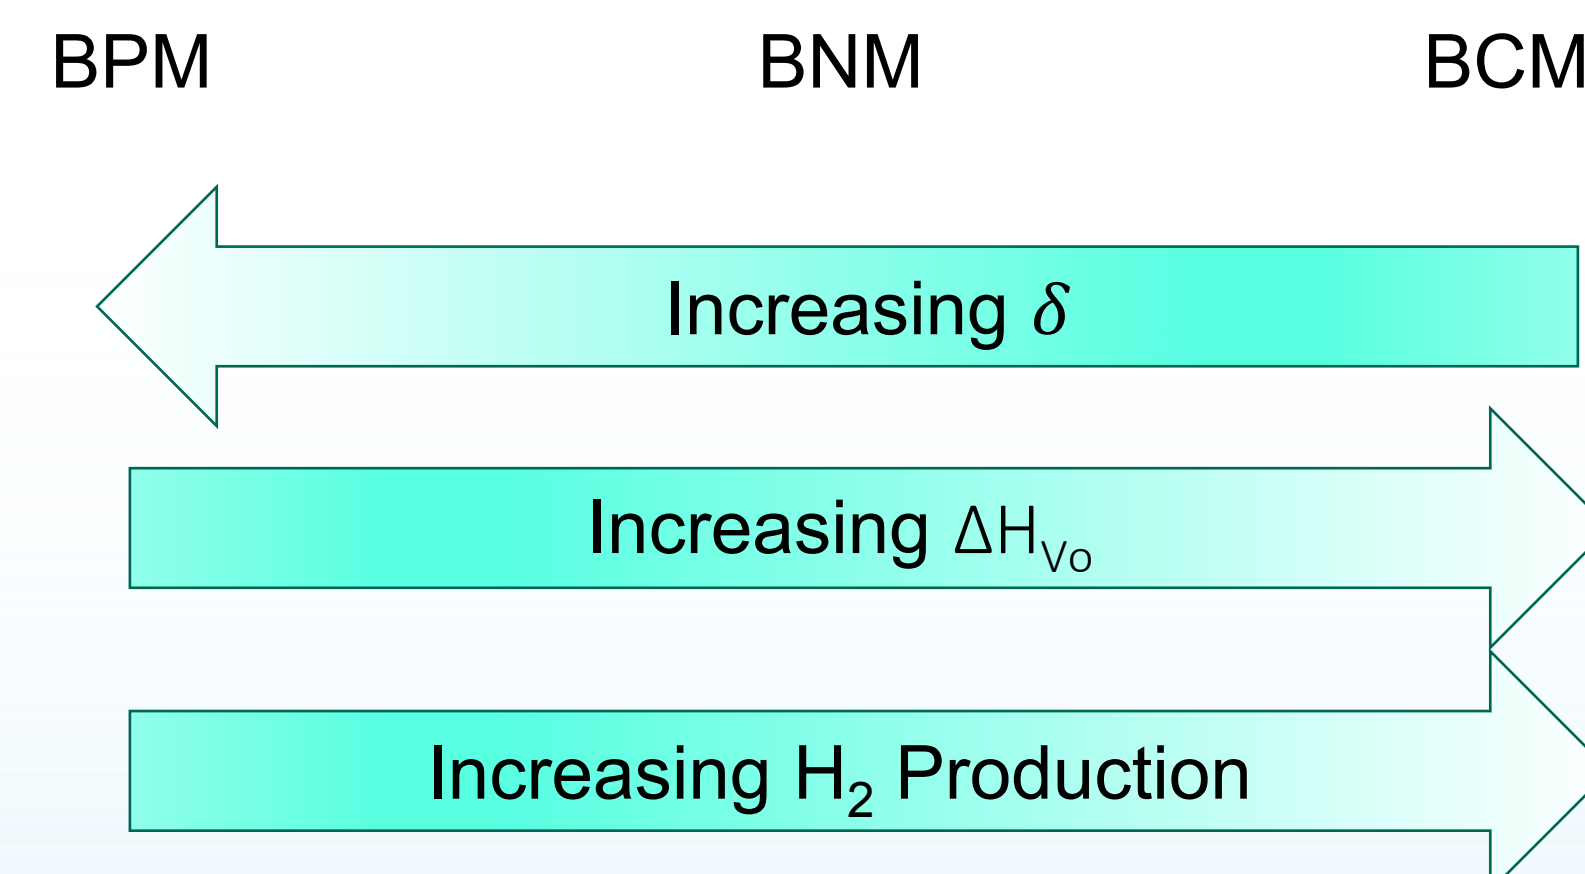 BPM BNM BCM
Increasing δ
Increasing ΔH_Vo
Increasing H₂ Production